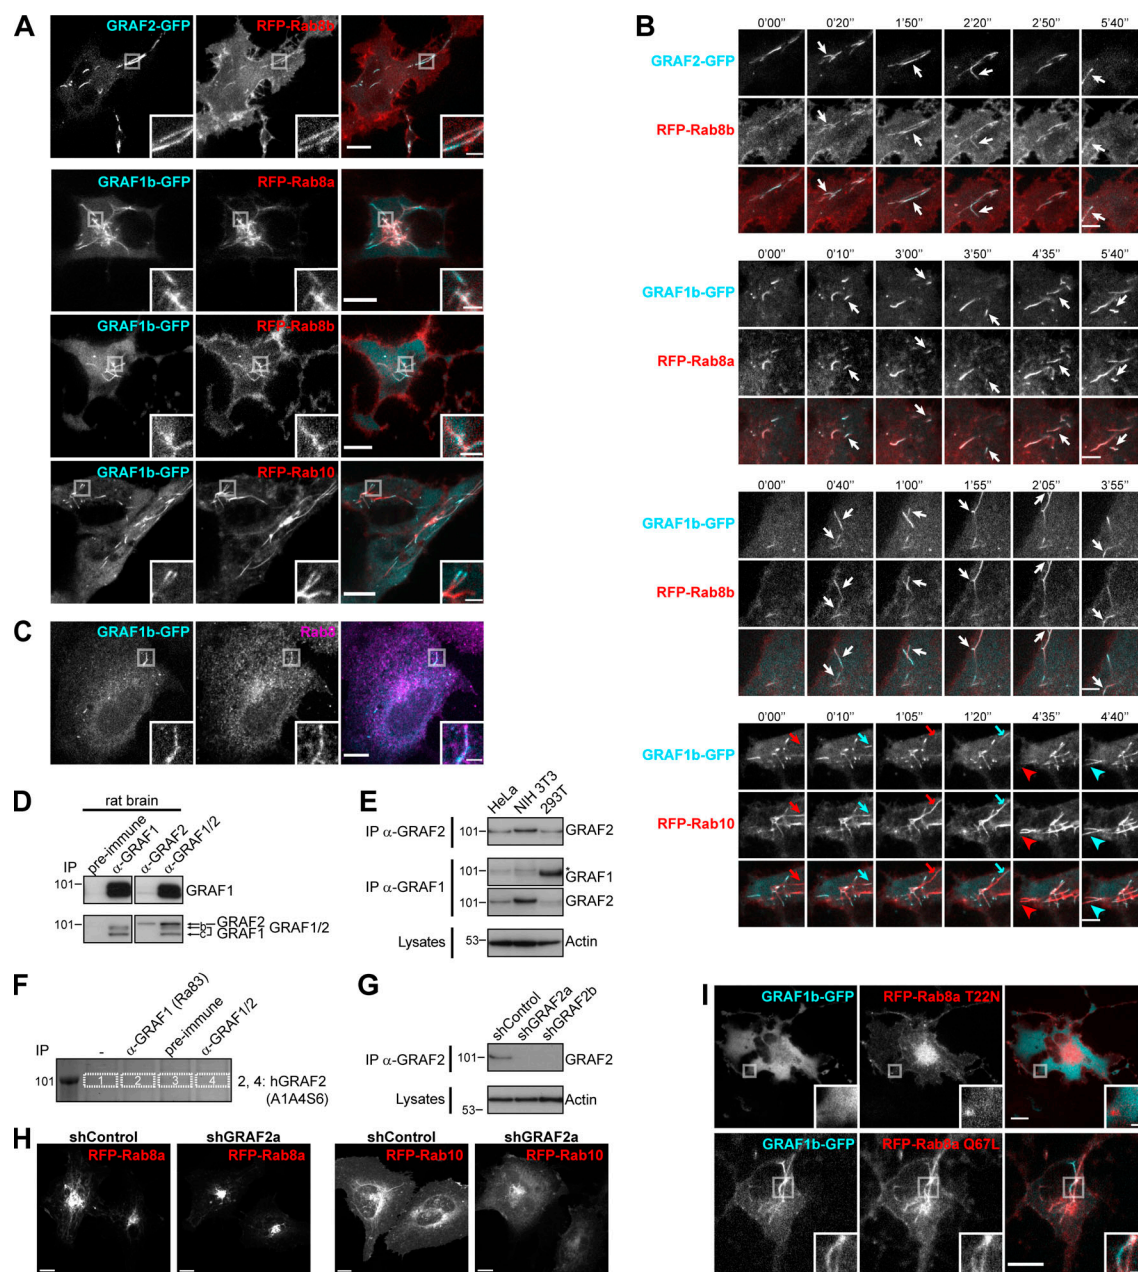 A
GRAF2-GFP RFP-Rab8b
GRAF1b-GFP RFP-Rab8a
GRAF1b-GFP RFP-Rab8b
GRAF1b-GFP RFP-Rab10
B
0'00'' 0'20'' 1'50'' 2'20'' 2'50'' 5'40''
GRAF2-GFP
RFP-Rab8b
0'00'' 0'10'' 3'00'' 3'50'' 4'35'' 5'40''
GRAF1b-GFP
RFP-Rab8a
0'00'' 0'40'' 1'00'' 1'55'' 2'05'' 3'55''
GRAF1b-GFP
RFP-Rab8b
0'00'' 0'10'' 1'05'' 1'20'' 4'35'' 4'40''
GRAF1b-GFP
RFP-Rab10
C
GRAF1b-GFP Rab8
D
rat brain
IP pre-immune α-GRAF1 α-GRAF2 α-GRAF1/2
101 GRAF1
101 b GRAF2 GRAF1/2
c GRAF1
E
HeLa NIH 3T3 293T
IP α-GRAF2 101 GRAF2
IP α-GRAF1 101 GRAF1
101 GRAF2
Lysates 53 Actin
F
IP - α-GRAF1 (Ra83) pre-immune α-GRAF1/2
101 1 2 3 4 2, 4: hGRAF2
(A1A4S6)
G
shControl shGRAF2a shGRAF2b
IP α-GRAF2 101 GRAF2
Lysates Actin
53
H
shControl shGRAF2a shControl shGRAF2a
RFP-Rab8a RFP-Rab8a RFP-Rab10 RFP-Rab10
I
GRAF1b-GFP RFP-Rab8a T22N
GRAF1b-GFP RFP-Rab8a Q67L